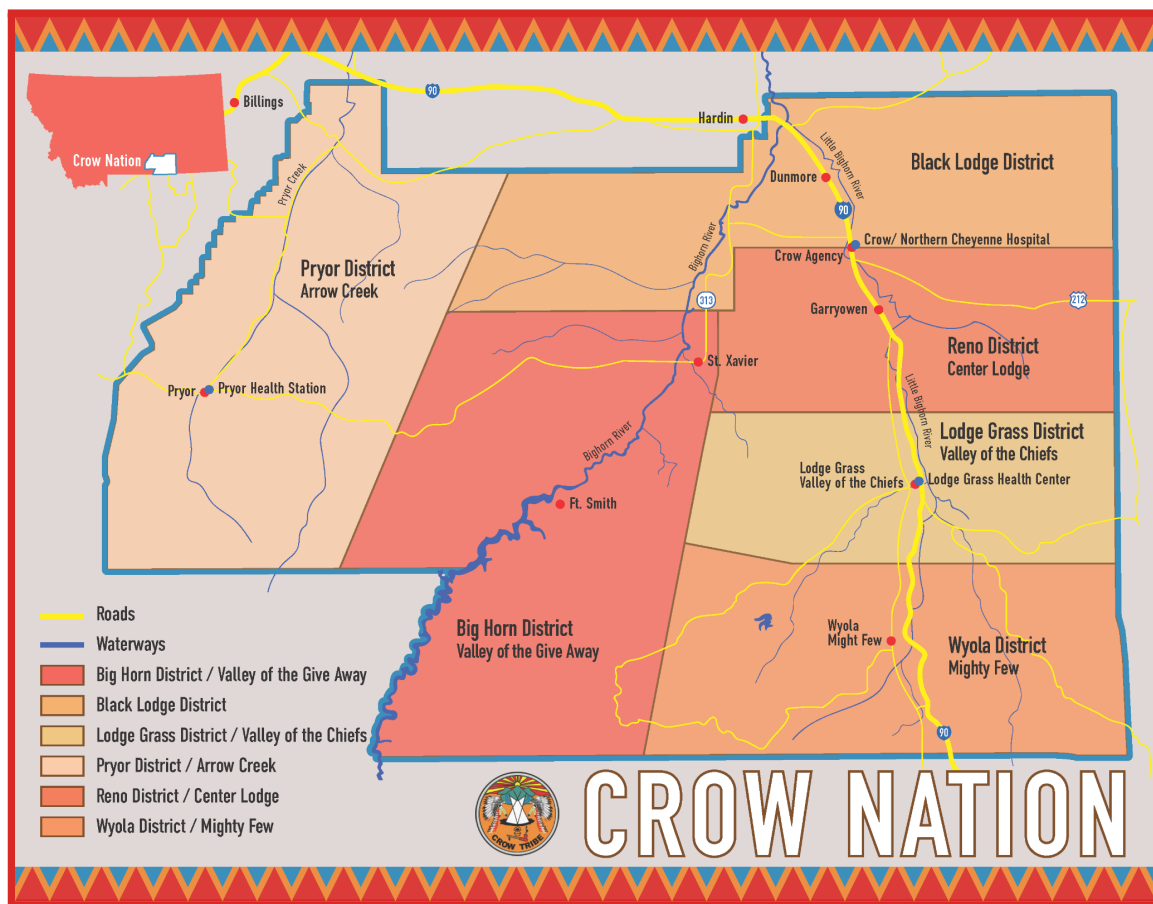 Billings
90
Hardin
Crow Nation
Little Bighorn River
Black Lodge District
Dunmore
Pryor Creek
90
Crow/ Northern Cheyenne Hospital
Bighorn River
Crow Agency
Pryor District
Arrow Creek
313
212
Garryowen
Reno District
Center Lodge
St. Xavier
Pryor
Pryor Health Station
Little Bighorn River
Lodge Grass District
Valley of the Chiefs
Bighorn River
Lodge Grass
Valley of the Chiefs
Lodge Grass Health Center
Ft. Smith
Roads
Waterways
Big Horn District
Valley of the Give Away
Wyola
Might Few
Wyola District
Mighty Few
Big Horn District / Valley of the Give Away
Black Lodge District
Lodge Grass District / Valley of the Chiefs
90
Pryor District / Arrow Creek
Reno District / Center Lodge
Wyola District / Mighty Few
CROW TRIBE
CROW NATION